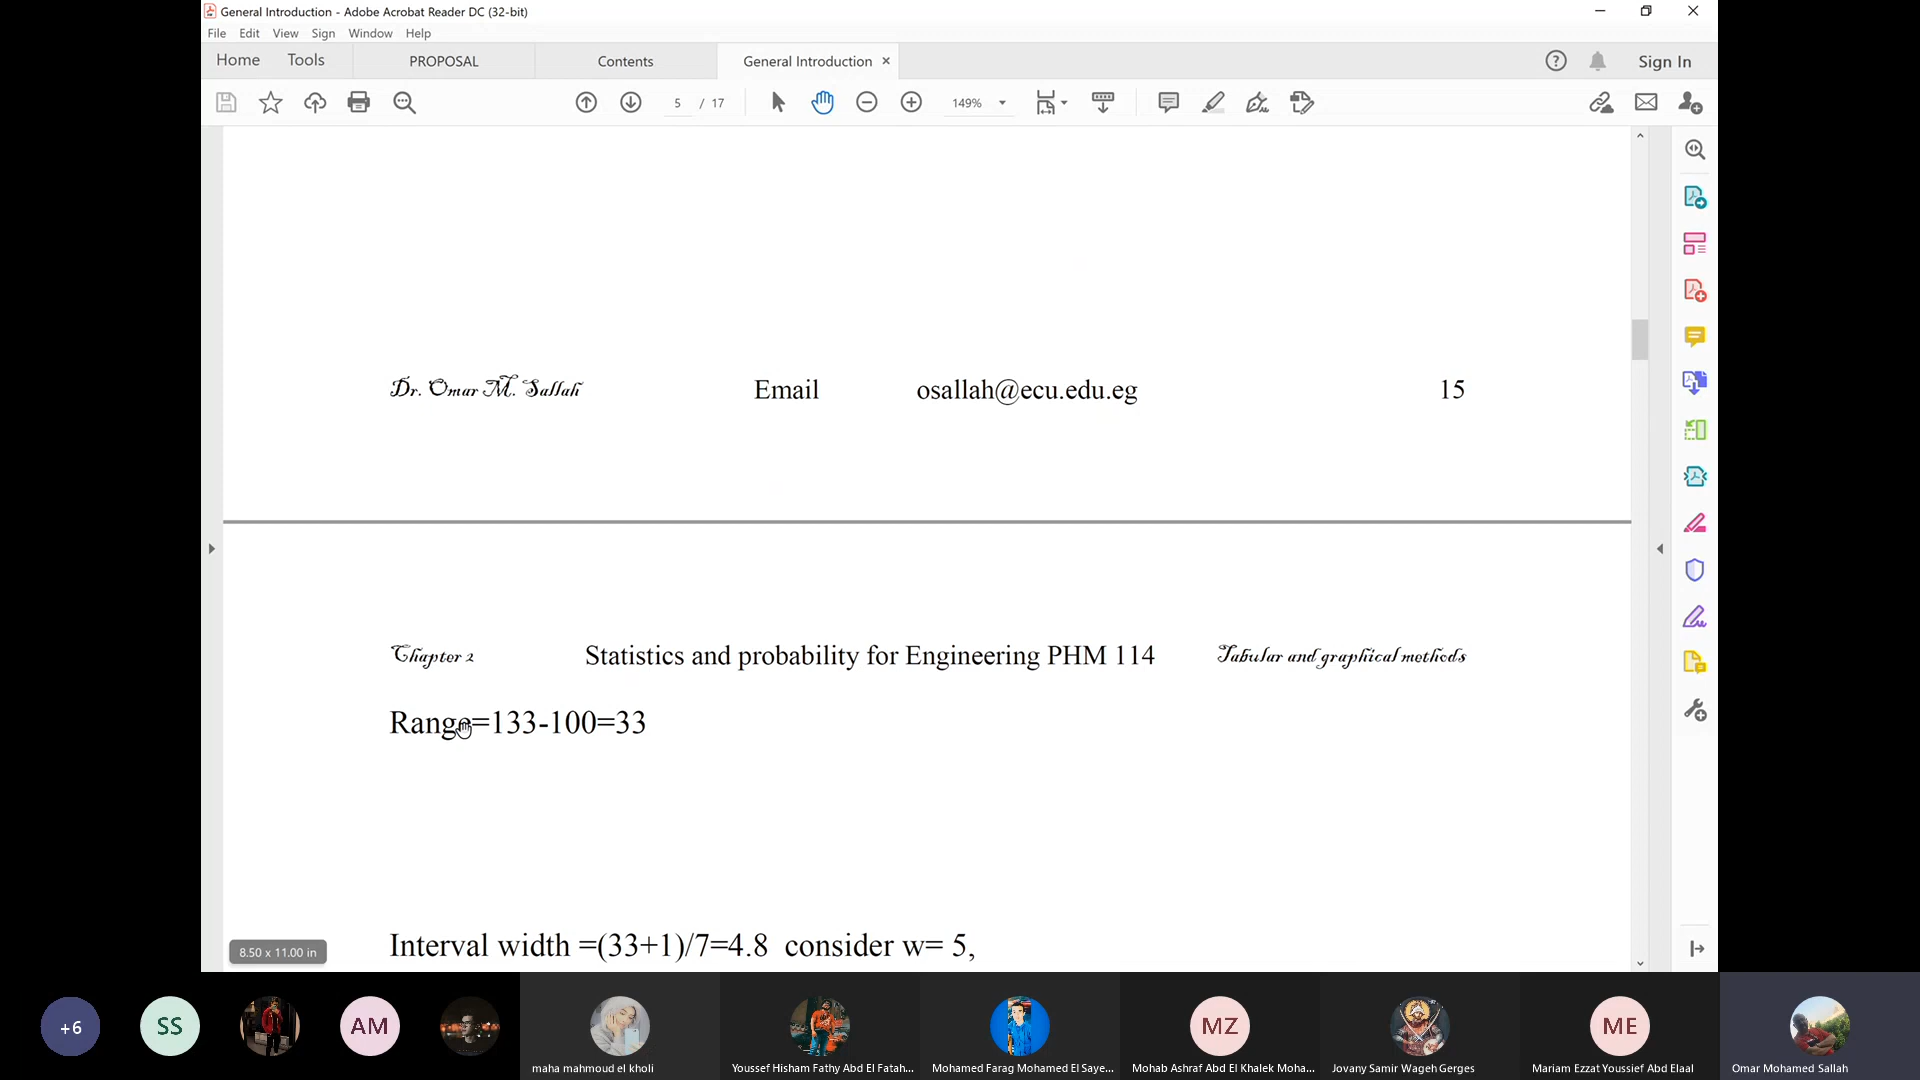 General Introduction - Adobe Acrobat Reader DC (32-bit)
File Edit View Sign Window Help
Home Tools PROPOSAL Contents General Introduction × Sign In
5 / 17 149%
Dr. Omar M. Sallah Email osallah@ecu.edu.eg 15
Chapter 2 Statistics and probability for Engineering PHM 114 Tabular and graphical methods
Range=133-100=33
Interval width =(33+1)/7=4.8 consider w= 5,
8.50 x 11.00 in
+6 SS AM MZ ME
maha mahmoud el kholi Youssef Hisham Fathy Abd El Fatah... Mohamed Farag Mohamed El Saye... Mohab Ashraf Abd El Khalek Moha... Jovany Samir Wageh Gerges Mariam Ezzat Youssief Abd Elaal Omar Mohamed Sallah